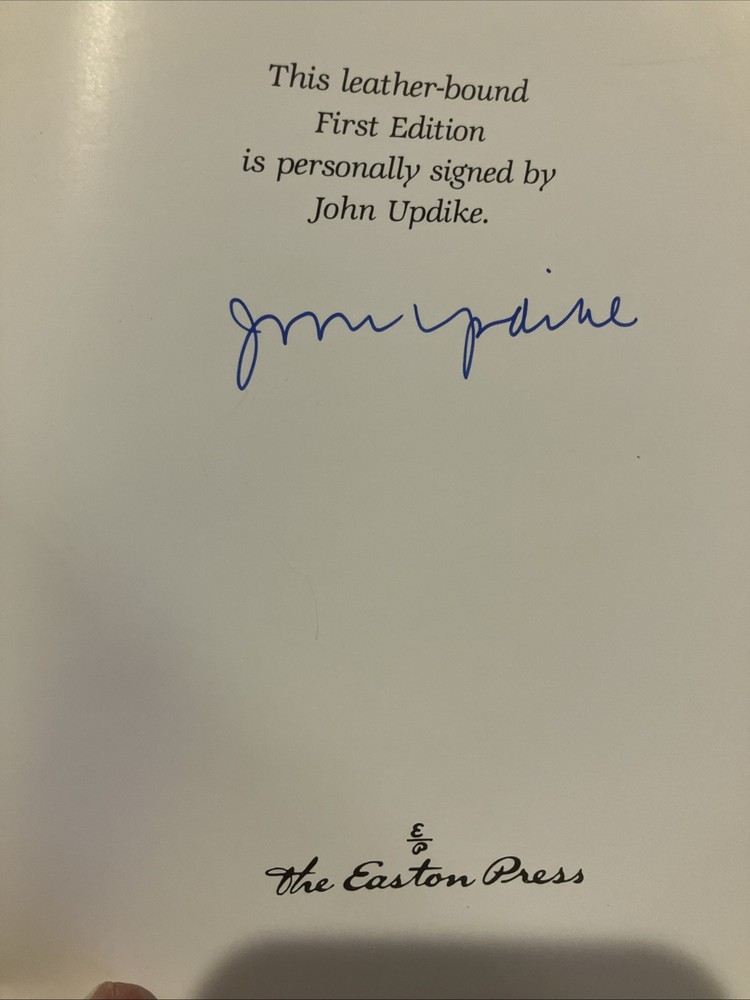 This leather-bound
First Edition
is personally signed by
John Updike.
John Updike
E
P
The Easton Press